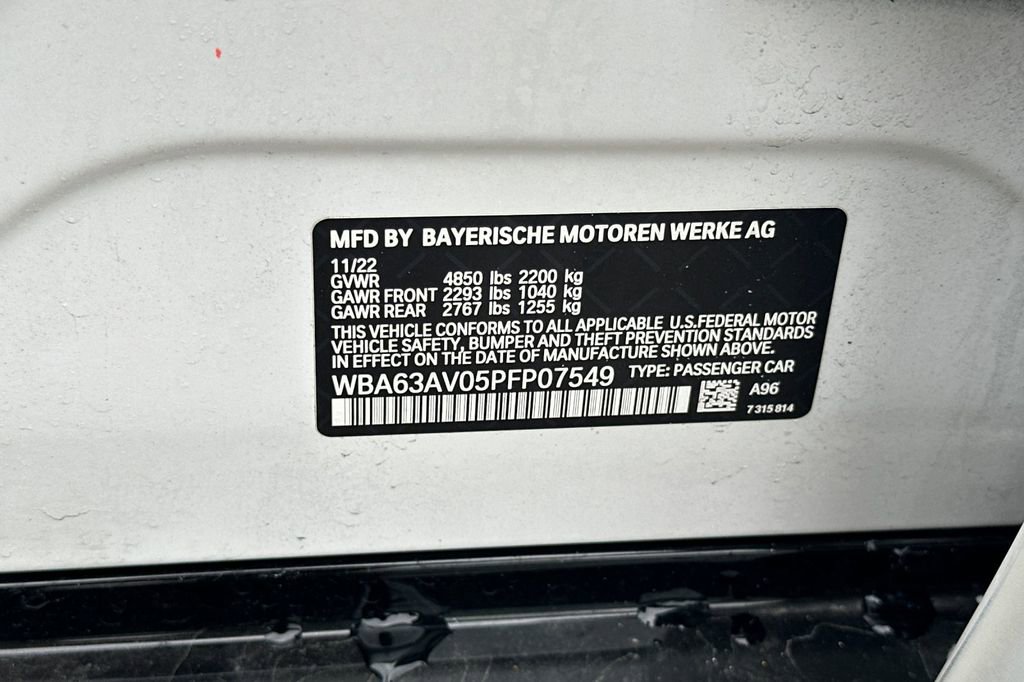 MFD BY BAYERISCHE MOTOREN WERKE AG
11/22
GVWR 4850 lbs 2200 kg
GAWR FRONT 2293 lbs 1040 kg
GAWR REAR 2767 lbs 1255 kg
THIS VEHICLE CONFORMS TO ALL APPLICABLE U.S.FEDERAL MOTOR
VEHICLE SAFETY, BUMPER AND THEFT PREVENTION STANDARDS
IN EFFECT ON THE DATE OF MANUFACTURE SHOWN ABOVE.
WBA63AV05PFP07549 TYPE: PASSENGER CAR
A96
7 315 814